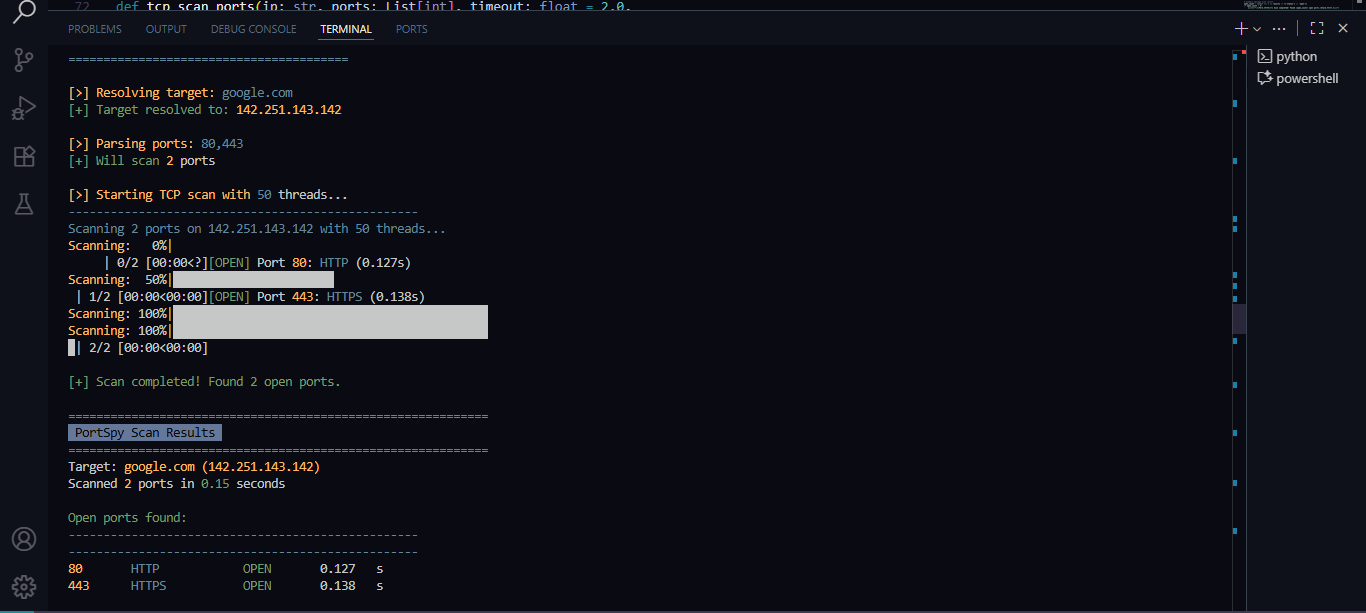 72 def tcp_scan_ports(ip: str, ports: List[int], timeout: float = 2.0,
PROBLEMS OUTPUT DEBUG CONSOLE TERMINAL PORTS
python
powershell
========================================
[>] Resolving target: google.com
[+] Target resolved to: 142.251.143.142
[>] Parsing ports: 80,443
[+] Will scan 2 ports
[>] Starting TCP scan with 50 threads...
--------------------------------------------------
Scanning 2 ports on 142.251.143.142 with 50 threads...
Scanning:   0%|
     | 0/2 [00:00<?][OPEN] Port 80: HTTP (0.127s)
Scanning:  50%|
 | 1/2 [00:00<00:00][OPEN] Port 443: HTTPS (0.138s)
Scanning: 100%|
Scanning: 100%|
 | 2/2 [00:00<00:00]
[+] Scan completed! Found 2 open ports.
============================================================
PortSpy Scan Results
============================================================
Target: google.com (142.251.143.142)
Scanned 2 ports in 0.15 seconds
Open ports found:
--------------------------------------------------
--------------------------------------------------
80 HTTP OPEN 0.127 s
443 HTTPS OPEN 0.138 s